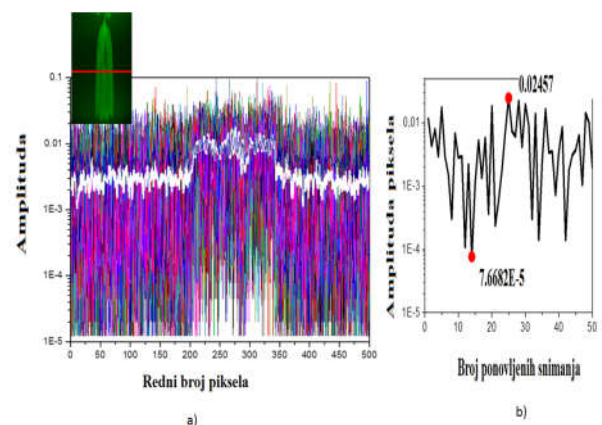 0.1
0.01
1E-3
1E-4
1E-5
Amplituda
0 50 100 150 200 250 300 350 400 450 500
Redni broj piksela
a)
0.02457
0.01
1E-3
1E-4
1E-5
Amplituda piksela
7.6682E-5
0 10 20 30 40 50
Broj ponovljenih snimanja
b)